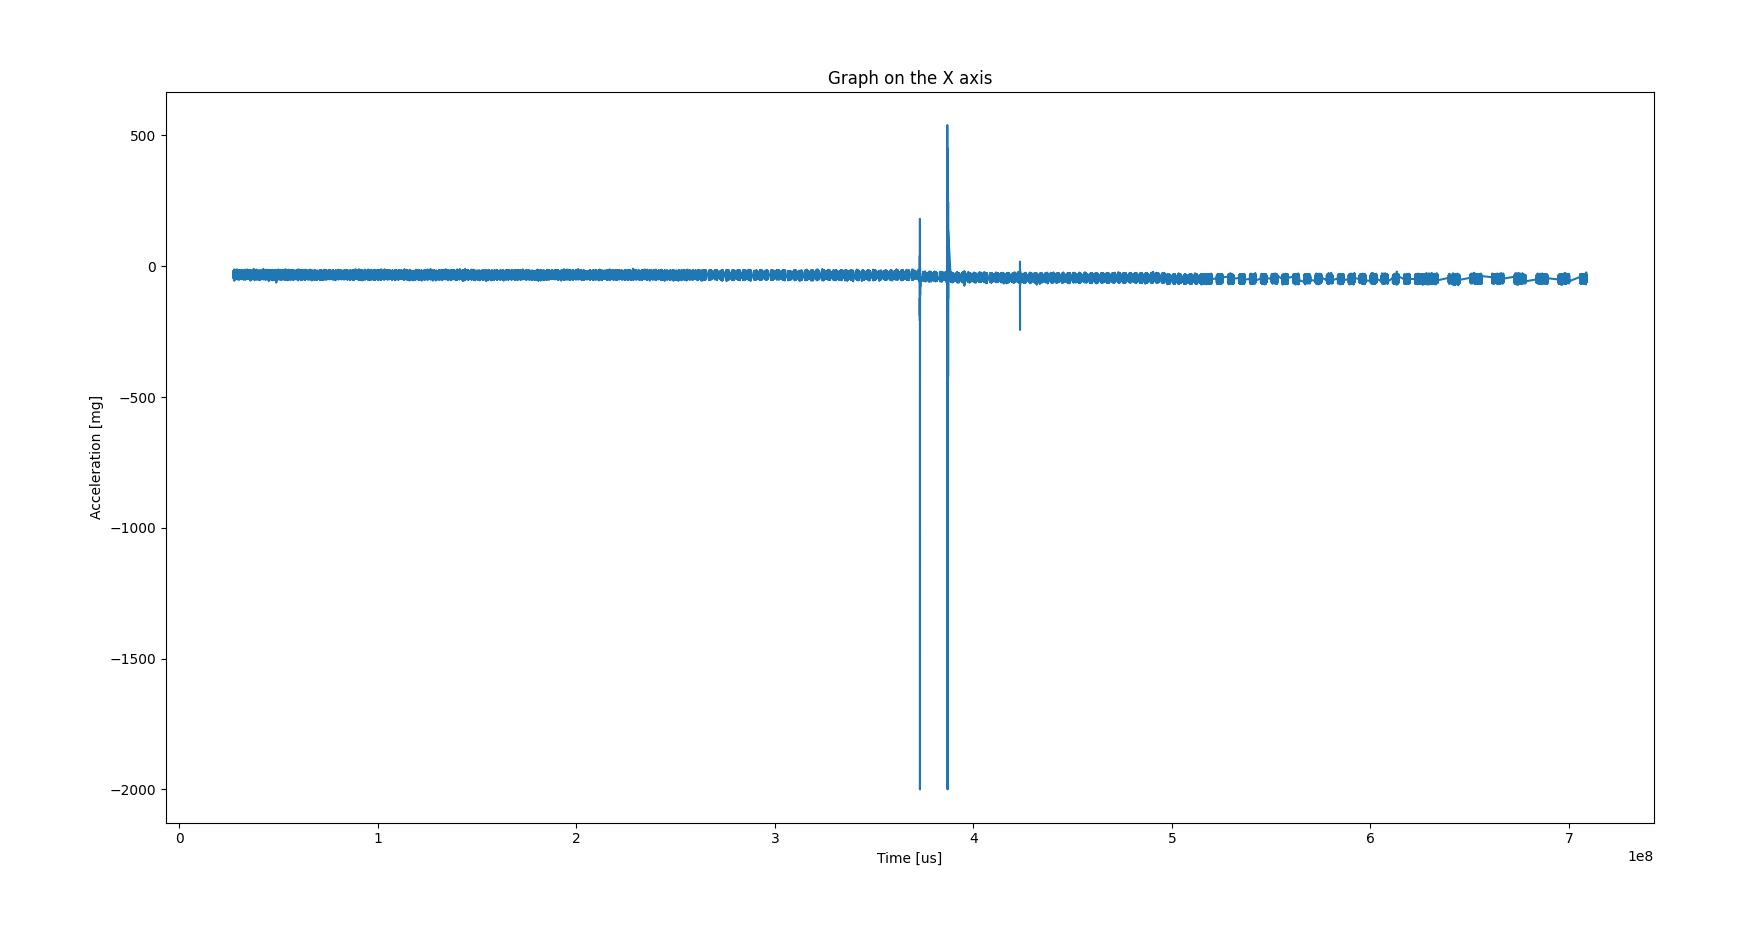 Graph on the X axis
500
0
−500
−1000
−1500
−2000
Acceleration [mg]
0 1 2 3 4 5 6 7
1e8
Time [us]